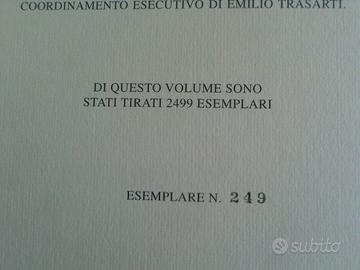 COORDINAMENTO ESECUTIVO DI EMILIO TRASARTI.
DI QUESTO VOLUME SONO
STATI TIRATI 2499 ESEMPLARI
ESEMPLARE N. 249
subito